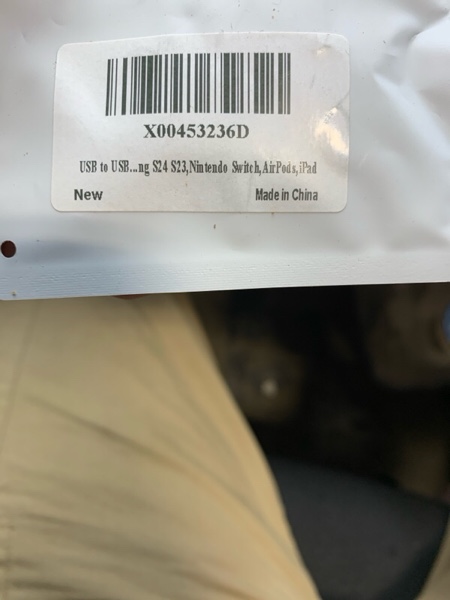 X00453236D
USB to USB...ng S24 S23,Nintendo Switch,AirPods,iPad
New
Made in China